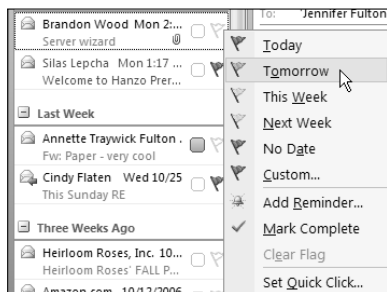 To: 'Jennifer Fulton
Brandon Wood Mon 2:...
Server wizard
Silas Lepcha Mon 1:17 ...
Welcome to Hanzo Prer...
Last Week
Annette Traywick Fulton .
Fw: Paper - very cool
Cindy Flaten Wed 10/25
This Sunday RE
Three Weeks Ago
Heirloom Roses, Inc. 10...
Heirloom Roses' FALL P...
Amazon.com 10/12/2006
Today
Tomorrow
This Week
Next Week
No Date
Custom...
Add Reminder...
Mark Complete
Clear Flag
Set Quick Click...